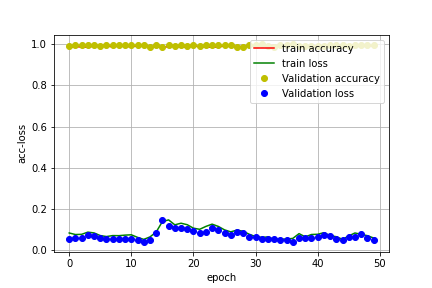 1.0
0.8
0.6
0.4
0.2
0.0
acc-loss
0
10
20
30
40
50
epoch
train accuracy
train loss
Validation accuracy
Validation loss